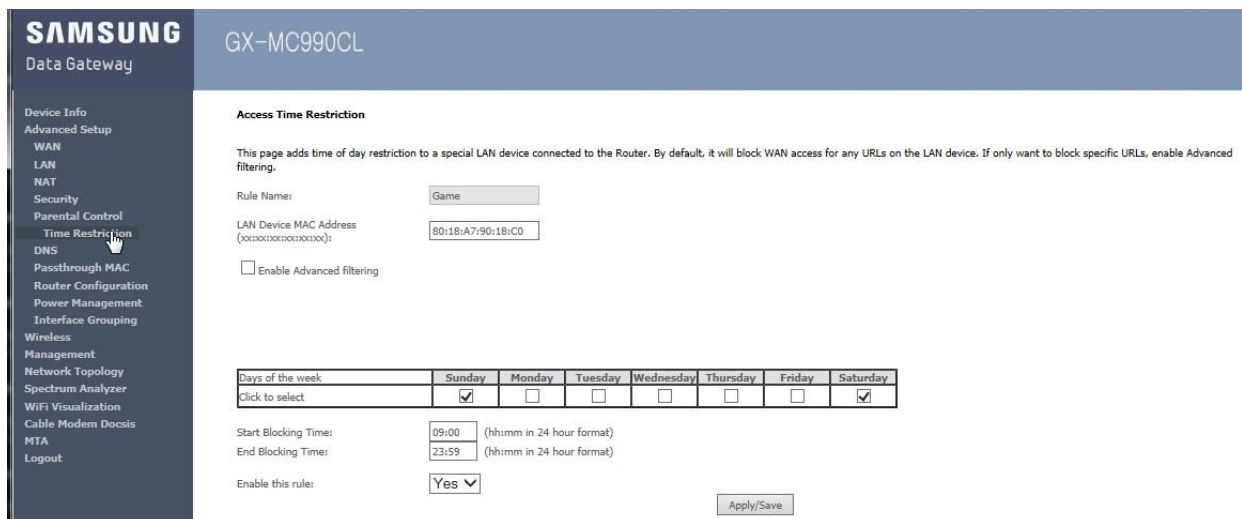 SAMSUNG
Data Gateway
GX-MC990CL
Device Info
Advanced Setup
WAN
LAN
NAT
Security
Parental Control
Time Restriction
DNS
Passthrough MAC
Router Configuration
Power Management
Interface Grouping
Wireless
Management
Network Topology
Spectrum Analyzer
WiFi Visualization
Cable Modem Docsis
MTA
Logout
Access Time Restriction
This page adds time of day restriction to a special LAN device connected to the Router. By default, it will block WAN access for any URLs on the LAN device. If only want to block specific URLs, enable Advanced
filtering.
Rule Name: Game
LAN Device MAC Address
(xx:xx:xx:xx:xx:xx): 80:18:A7:90:18:C0
Enable Advanced filtering
Days of the week Sunday Monday Tuesday Wednesday Thursday Friday Saturday
Click to select
Start Blocking Time: 09:00 (hh:mm in 24 hour format)
End Blocking Time: 23:59 (hh:mm in 24 hour format)
Enable this rule: Yes
Apply/Save